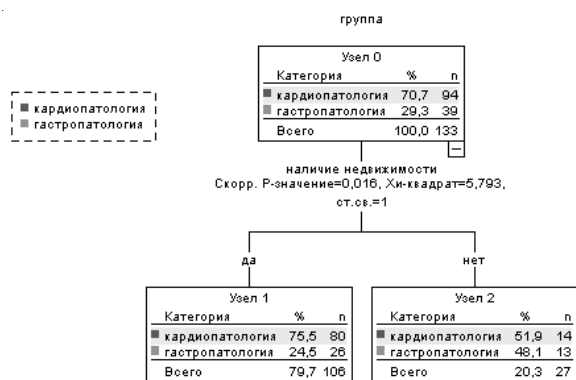 группа
Узел 0
Категория % n
кардиопатология 70,7 94
гастропатология 29,3 39
Всего 100,0 133
кардиопатология
гастропатология
наличие недвижимости
Скорр. P-значение=0,016, Хи-квадрат=5,793,
ст.св.=1
да
нет
Узел 1
Категория % n
кардиопатология 75,5 80
гастропатология 24,5 26
Всего 79,7 106
Узел 2
Категория % n
кардиопатология 51,9 14
гастропатология 48,1 13
Всего 20,3 27